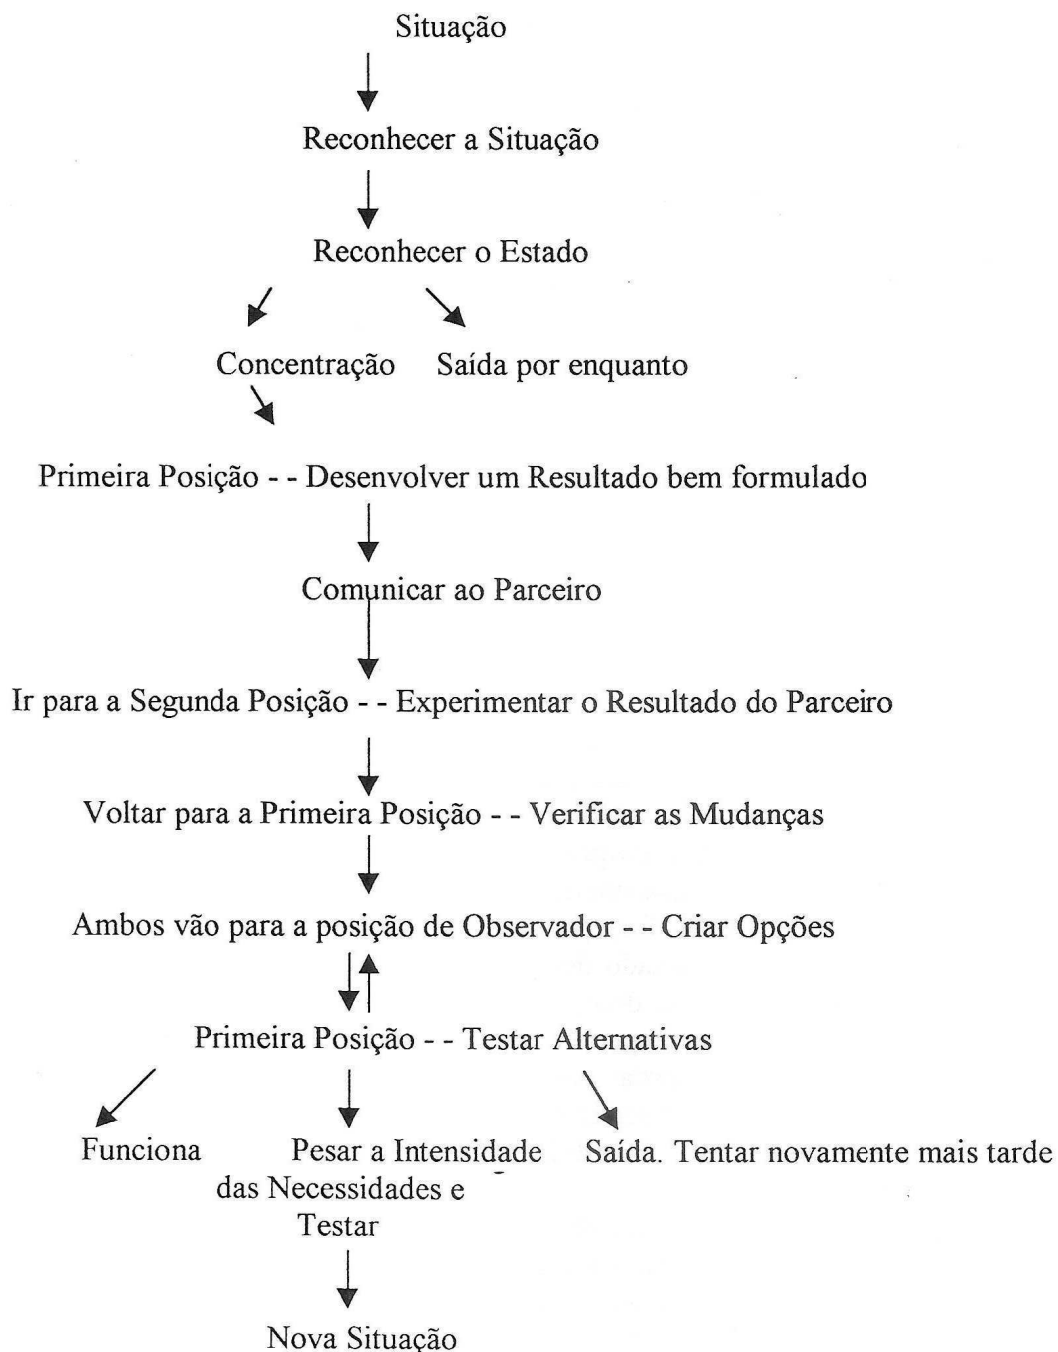 Situação
Reconhecer a Situação
Reconhecer o Estado
Concentração Saída por enquanto
Primeira Posição - - Desenvolver um Resultado bem formulado
Comunicar ao Parceiro
Ir para a Segunda Posição - - Experimentar o Resultado do Parceiro
Voltar para a Primeira Posição - - Verificar as Mudanças
Ambos vão para a posição de Observador - - Criar Opções
Primeira Posição - - Testar Alternativas
Funciona Pesar a Intensidade Saída. Tentar novamente mais tarde
das Necessidades e
Testar
Nova Situação